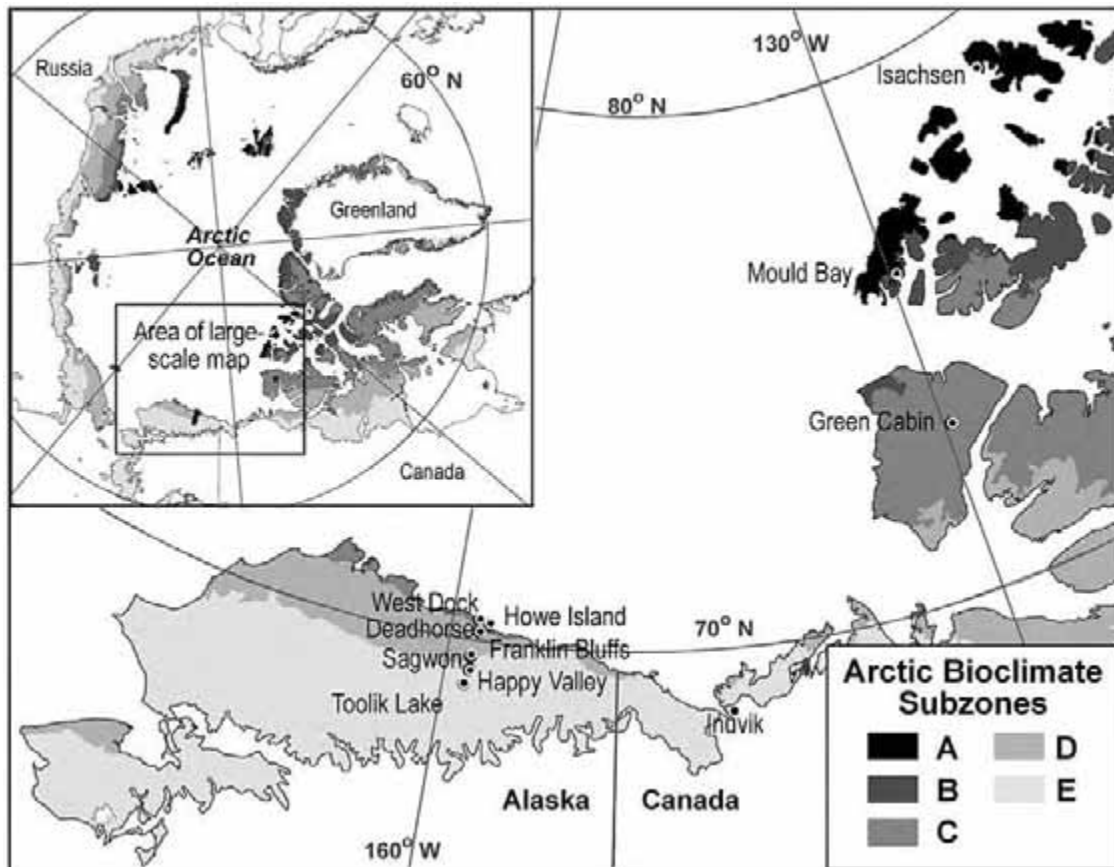 Russia
60° N
Greenland
Arctic
Ocean
Area of large-
scale map
Canada
130° W
80° N
Isachsen
Mould Bay
Green Cabin
70° N
West Dock
Howe Island
Deadhorse
Franklin Bluffs
Sagwon
Happy Valley
Toolik Lake
Inuvik
Alaska
Canada
160° W
Arctic Bioclimate
Subzones
A
D
B
E
C